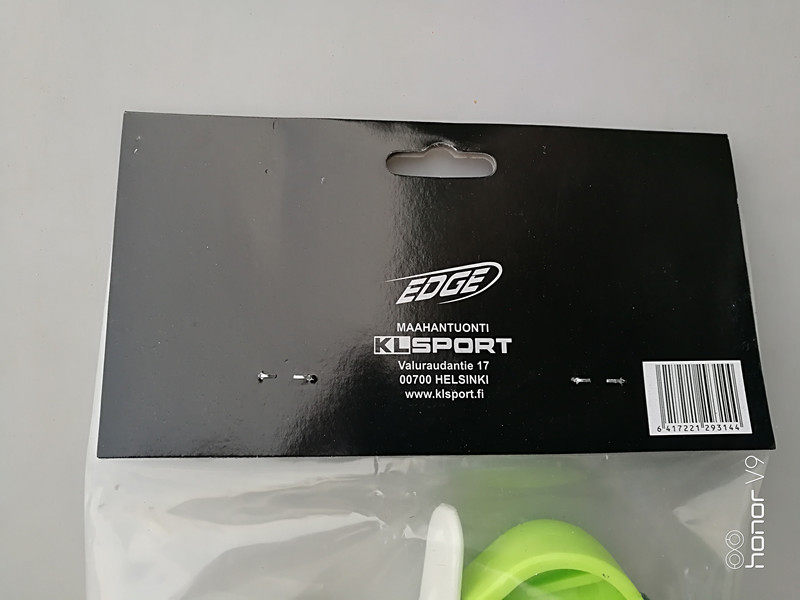 EDGE
MAAHANTUONTI
KLSPORT
Valuraudantie 17
00700 HELSINKI
www.klsport.fi
6 417221 293144
honor V9